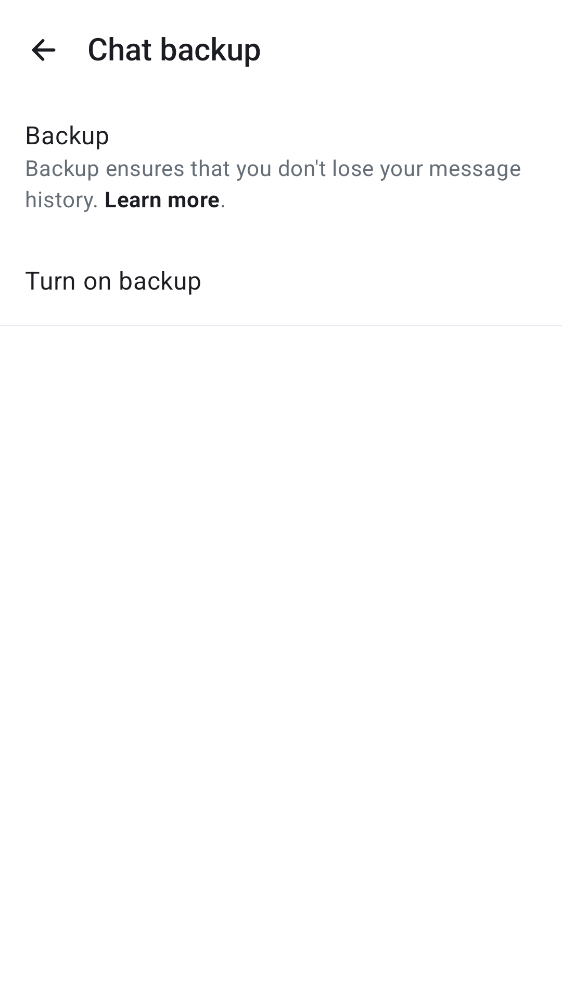 Chat backup
Backup
Backup ensures that you don't lose your message
history. Learn more.
Turn on backup